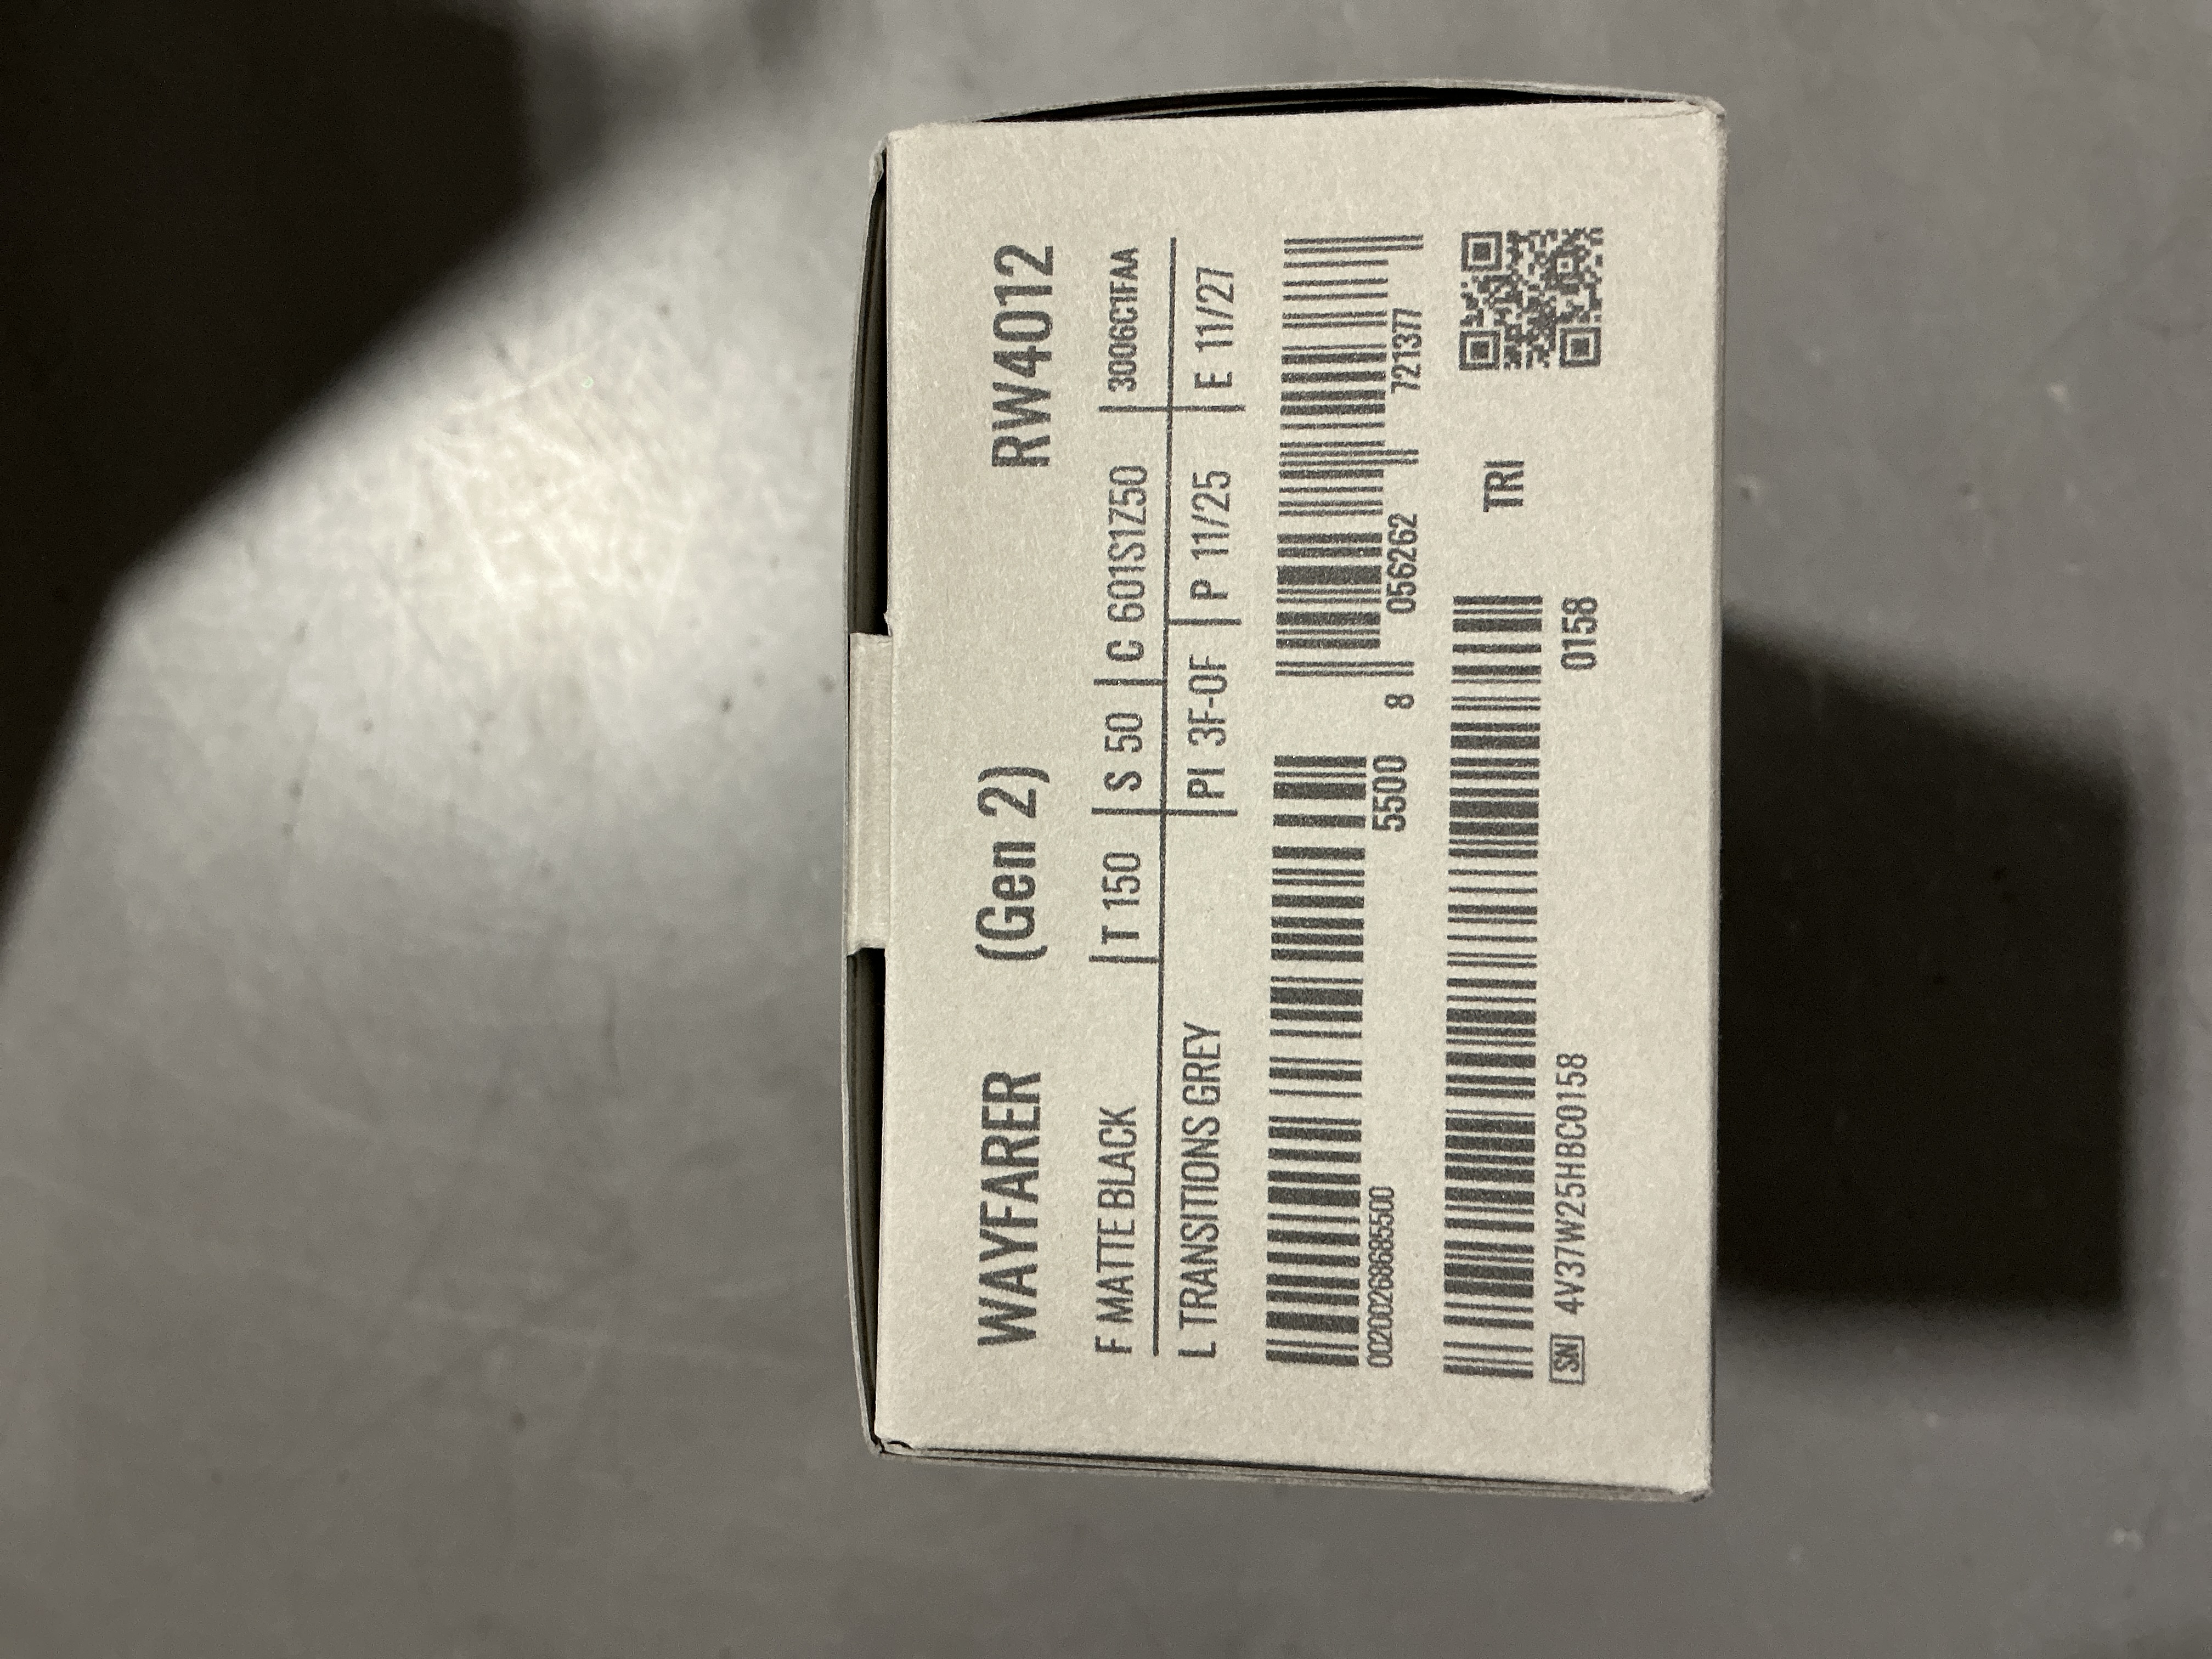 WAYFARER (Gen 2) RW4012
F MATTE BLACK | T 150 | S 50 | C 601S1Z50 | 3006C1FAA
L TRANSITIONS GREY | PI 3F-0F | P 11/25 | E 11/27
00200268685500 5500
8 056262 721377
SN 4V37W25HBC0158 0158
TRI